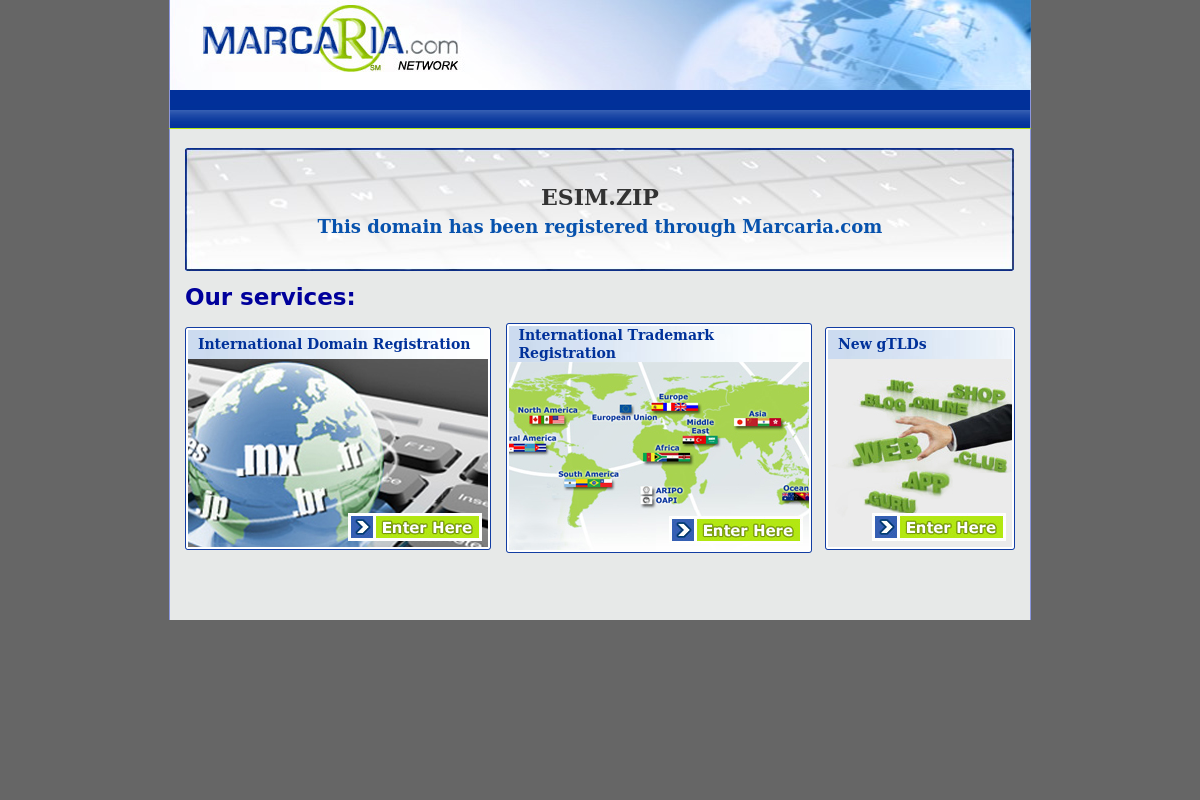 MARCARIA.com
SM
NETWORK
ESIM.ZIP
This domain has been registered through Marcaria.com
Our services:
International Domain Registration
.mx
.fr
.jp
.br
es
F12
Inse
Enter Here
International Trademark
Registration
North America
European Union
Europe
Asia
Middle
East
ral America
Africa
South America
ARIPO
OAPI
Ocean
Enter Here
New gTLDs
.INC
.SHOP
.BLOG
.ONLINE
.WEB
.CLUB
.APP
.GURU
Enter Here